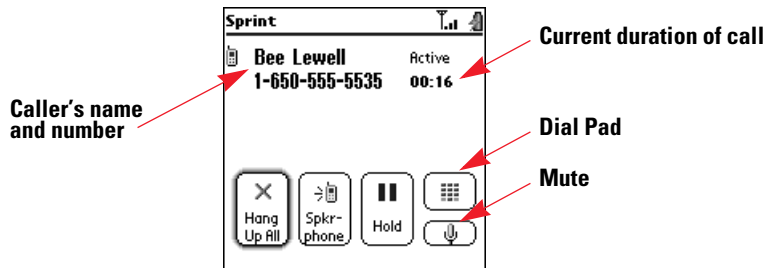 Sprint
Bee Lewell
Active
1-650-555-5535
00:16
Current duration of call
Caller's name
and number
Dial Pad
Mute
Hang
Up All
Spkr-
phone
Hold